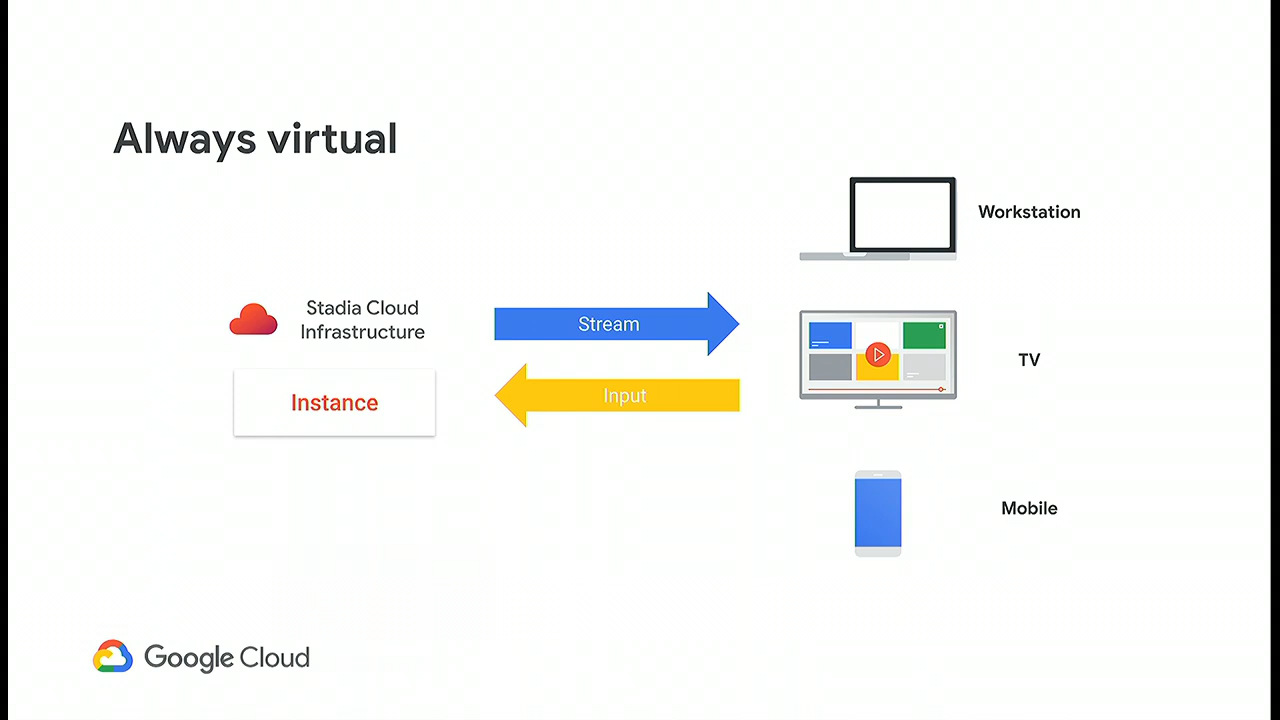 Always virtual
Workstation
Stadia Cloud
Infrastructure
Stream
TV
Instance
Input
Mobile
Google Cloud